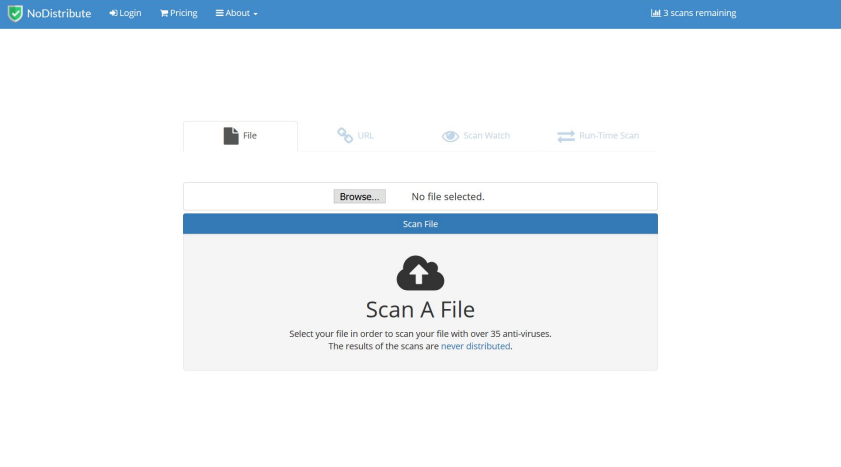 NoDistribute Login Pricing About 3 scans remaining
File URL Scan Watch Run-Time Scan
Browse... No file selected.
Scan File
Scan A File
Select your file in order to scan your file with over 35 anti-viruses.
The results of the scans are never distributed.